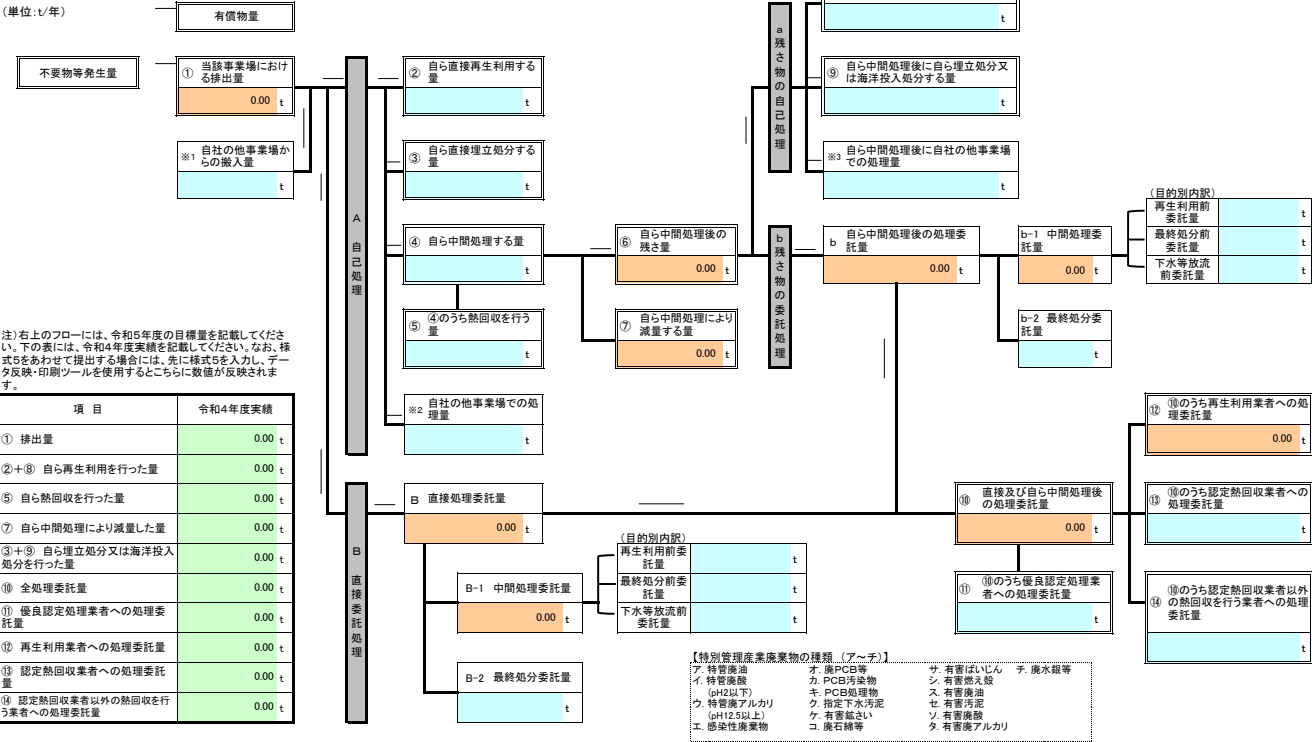 (単位:t/年)
有償物量
不要物等発生量
① 当該事業場におけ
る排出量
0.00 t
※1 自社の他事業場か
らの搬入量
t
A
自
己
処
理
② 自ら直接再生利用する
量
t
③ 自ら直接埋立処分する
量
t
④ 自ら中間処理する量
t
⑤ ④のうち熱回収を行う
量
t
※2 自社の他事業場での処
理量
t
⑥ 自ら中間処理後の
残さ量
0.00 t
⑦ 自ら中間処理により
減量する量
0.00 t
a
残
さ
物
の
自
己
処
理
t
⑨ 自ら中間処理後に自ら埋立処分又
は海洋投入処分する量
t
※3 自ら中間処理後に自社の他事業場
での処理量
t
b
残
さ
物
の
委
託
処
理
b 自ら中間処理後の処理委
託量
0.00 t
b-1 中間処理委
託量
0.00 t
b-2 最終処分委
託量
t
(目的別内訳)
再生利用前
委託量
t
最終処分前
委託量
t
下水等放流
前委託量
t
注)右上のフローには、令和5年度の目標量を記載してくださ
い。下の表には、令和4年度実績を記載してください。なお、様
式5をあわせて提出する場合には、先に様式5を入力し、デー
タ反映・印刷ツールを使用するとこちらに数値が反映されま
す。
項 目 令和4年度実績
① 排出量 0.00 t
②+⑧ 自ら再生利用を行った量 0.00 t
⑤ 自ら熱回収を行った量 0.00 t
⑦ 自ら中間処理により減量した量 0.00 t
③+⑨ 自ら埋立処分又は海洋投入
処分を行った量 0.00 t
⑩ 全処理委託量 0.00 t
⑪ 優良認定処理業者への処理委
託量 0.00 t
⑫ 再生利用業者への処理委託量 0.00 t
⑬ 認定熱回収業者への処理委託
量 0.00 t
⑭ 認定熱回収業者以外の熱回収を行
う業者への処理委託量 0.00 t
B
直
接
委
託
処
理
B 直接処理委託量
0.00 t
B-1 中間処理委託量
0.00 t
B-2 最終処分委託量
t
(目的別内訳)
再生利用前委
託量
t
最終処分前委
託量
t
下水等放流前
委託量
t
⑩ 直接及び自ら中間処理後
の処理委託量
0.00 t
⑪ ⑩のうち優良認定処理業
者への処理委託量
t
⑫ ⑩のうち再生利用業者への処
理委託量
0.00 t
⑬ ⑩のうち認定熱回収業者への
処理委託量
t
⑭ ⑩のうち認定熱回収業者以外
の熱回収を行う業者への処理
委託量
t
【特別管理産業廃棄物の種類 (ア~チ)】
ア. 特管廃油 オ. 廃PCB等 サ. 有害ばいじん チ. 廃水銀等
イ. 特管廃酸 カ. PCB汚染物 シ. 有害燃え殻
(pH2以下) キ. PCB処理物 ス. 有害廃油
ウ. 特管廃アルカリ ク. 指定下水汚泥 セ. 有害汚泥
(pH12.5以上) ケ. 有害鉱さい ソ. 有害廃酸
エ. 感染性廃棄物 コ. 廃石綿等 タ. 有害廃アルカリ